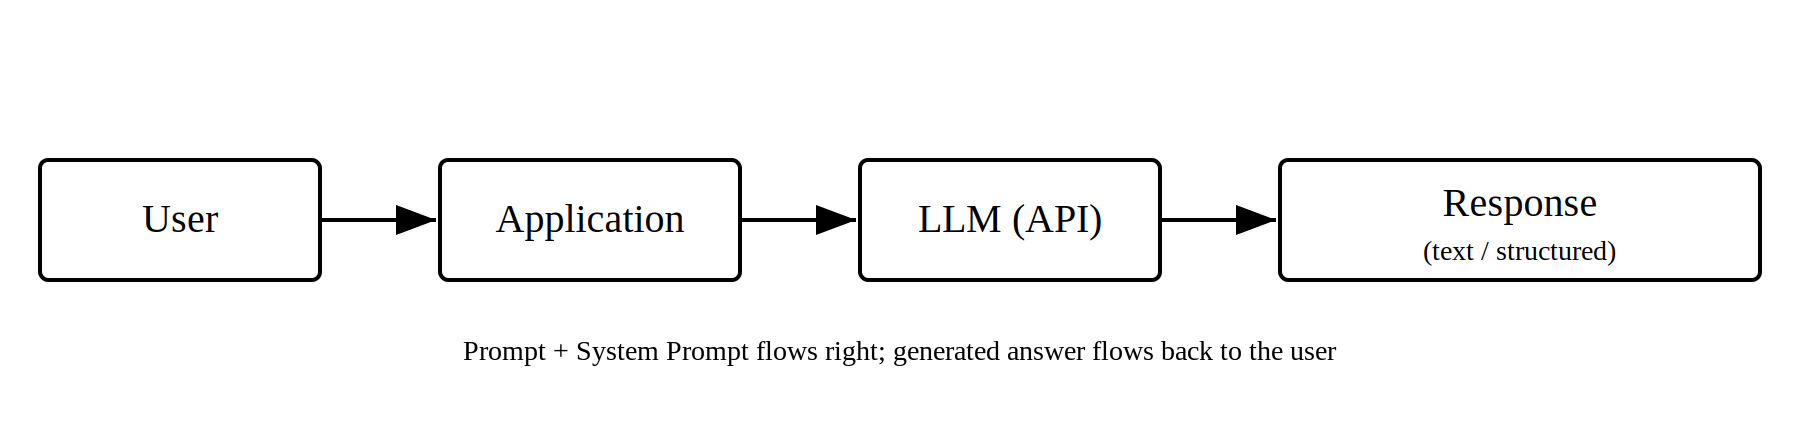 User
Application
LLM (API)
Response
(text / structured)
Prompt + System Prompt flows right; generated answer flows back to the user